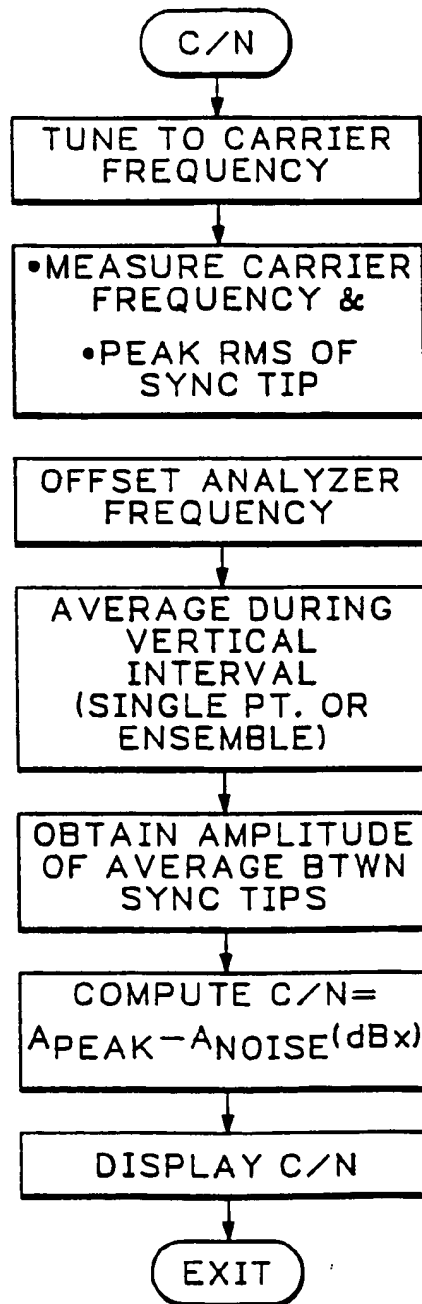 C/N
TUNE TO CARRIER
FREQUENCY
•MEASURE CARRIER
FREQUENCY &
•PEAK RMS OF
SYNC TIP
OFFSET ANALYZER
FREQUENCY
AVERAGE DURING
VERTICAL
INTERVAL
(SINGLE PT. OR
ENSEMBLE)
OBTAIN AMPLITUDE
OF AVERAGE BTWN
SYNC TIPS
COMPUTE C/N=
APEAK-ANOISE(dBx)
DISPLAY C/N
EXIT